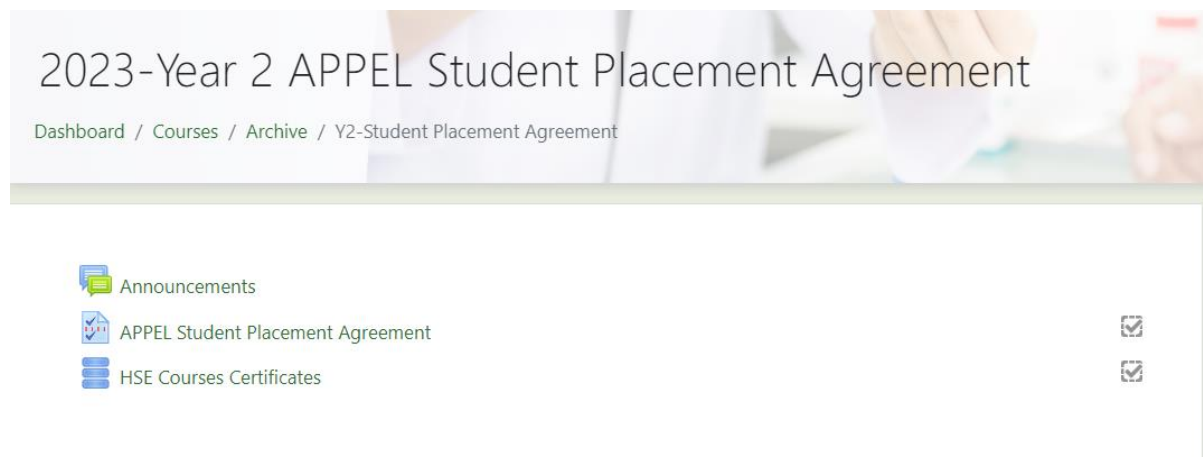 2023-Year 2 APPEL Student Placement Agreement
Dashboard / Courses / Archive / Y2-Student Placement Agreement
Announcements
APPEL Student Placement Agreement
HSE Courses Certificates